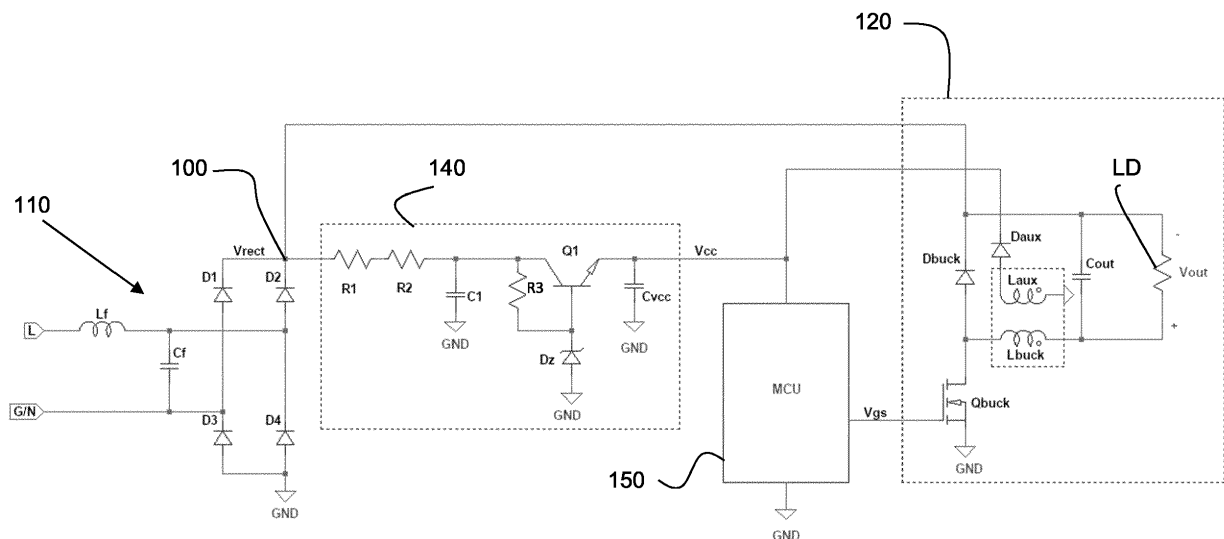 120
100
140
LD
110
Vrect
Q1
Vcc
D1
D2
R1
R2
C1
R3
Cvcc
Daux
Dbuck
Cout
-
Vout
+
Laux
Lbuck
L
Lf
Cf
GND
GND
Dz
GND
MCU
G/N
D3
D4
Vgs
Qbuck
GND
150
GND
GND